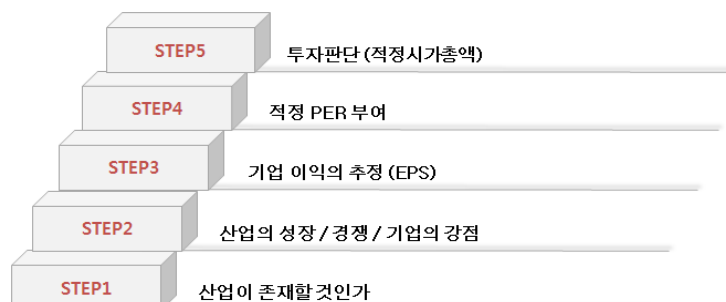 STEP5 투자판단 (적정시가총액)
STEP4 적정 PER 부여
STEP3 기업 이익의 추정 (EPS)
STEP2 산업의 성장 / 경쟁 / 기업의 강점
STEP1 산업이 존재할것인가